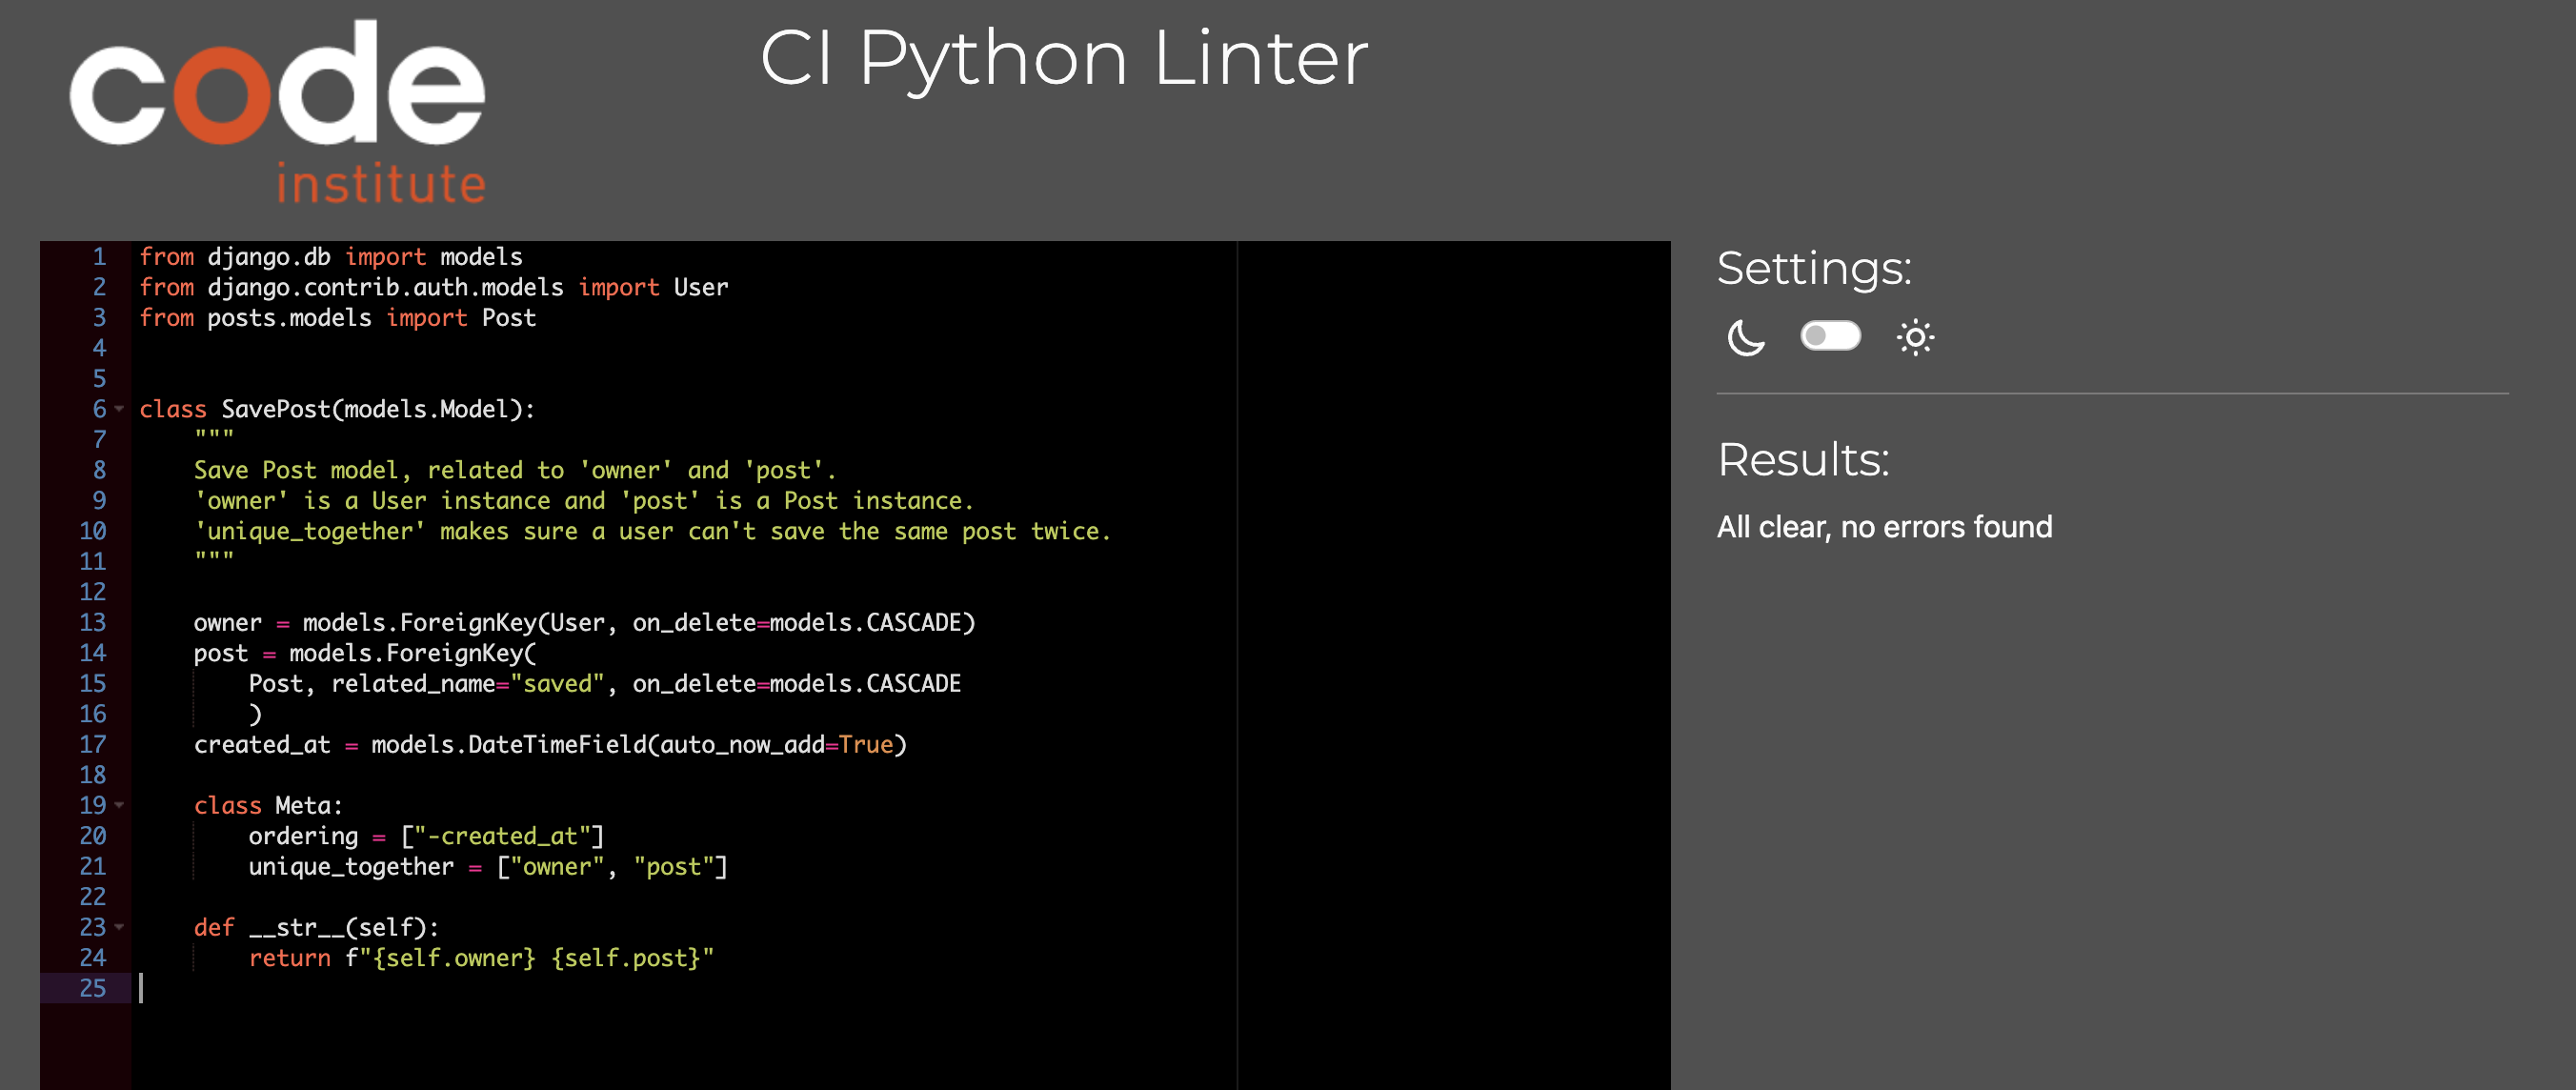 code
institute
CI Python Linter
1 from django.db import models
2 from django.contrib.auth.models import User
3 from posts.models import Post
4
5
6 class SavePost(models.Model):
7     """
8     Save Post model, related to 'owner' and 'post'.
9     'owner' is a User instance and 'post' is a Post instance.
10     'unique_together' makes sure a user can't save the same post twice.
11     """
12
13     owner = models.ForeignKey(User, on_delete=models.CASCADE)
14     post = models.ForeignKey(
15         Post, related_name="saved", on_delete=models.CASCADE
16         )
17     created_at = models.DateTimeField(auto_now_add=True)
18
19     class Meta:
20         ordering = ["-created_at"]
21         unique_together = ["owner", "post"]
22
23     def __str__(self):
24         return f"{self.owner} {self.post}"
25
Settings:
Results:
All clear, no errors found